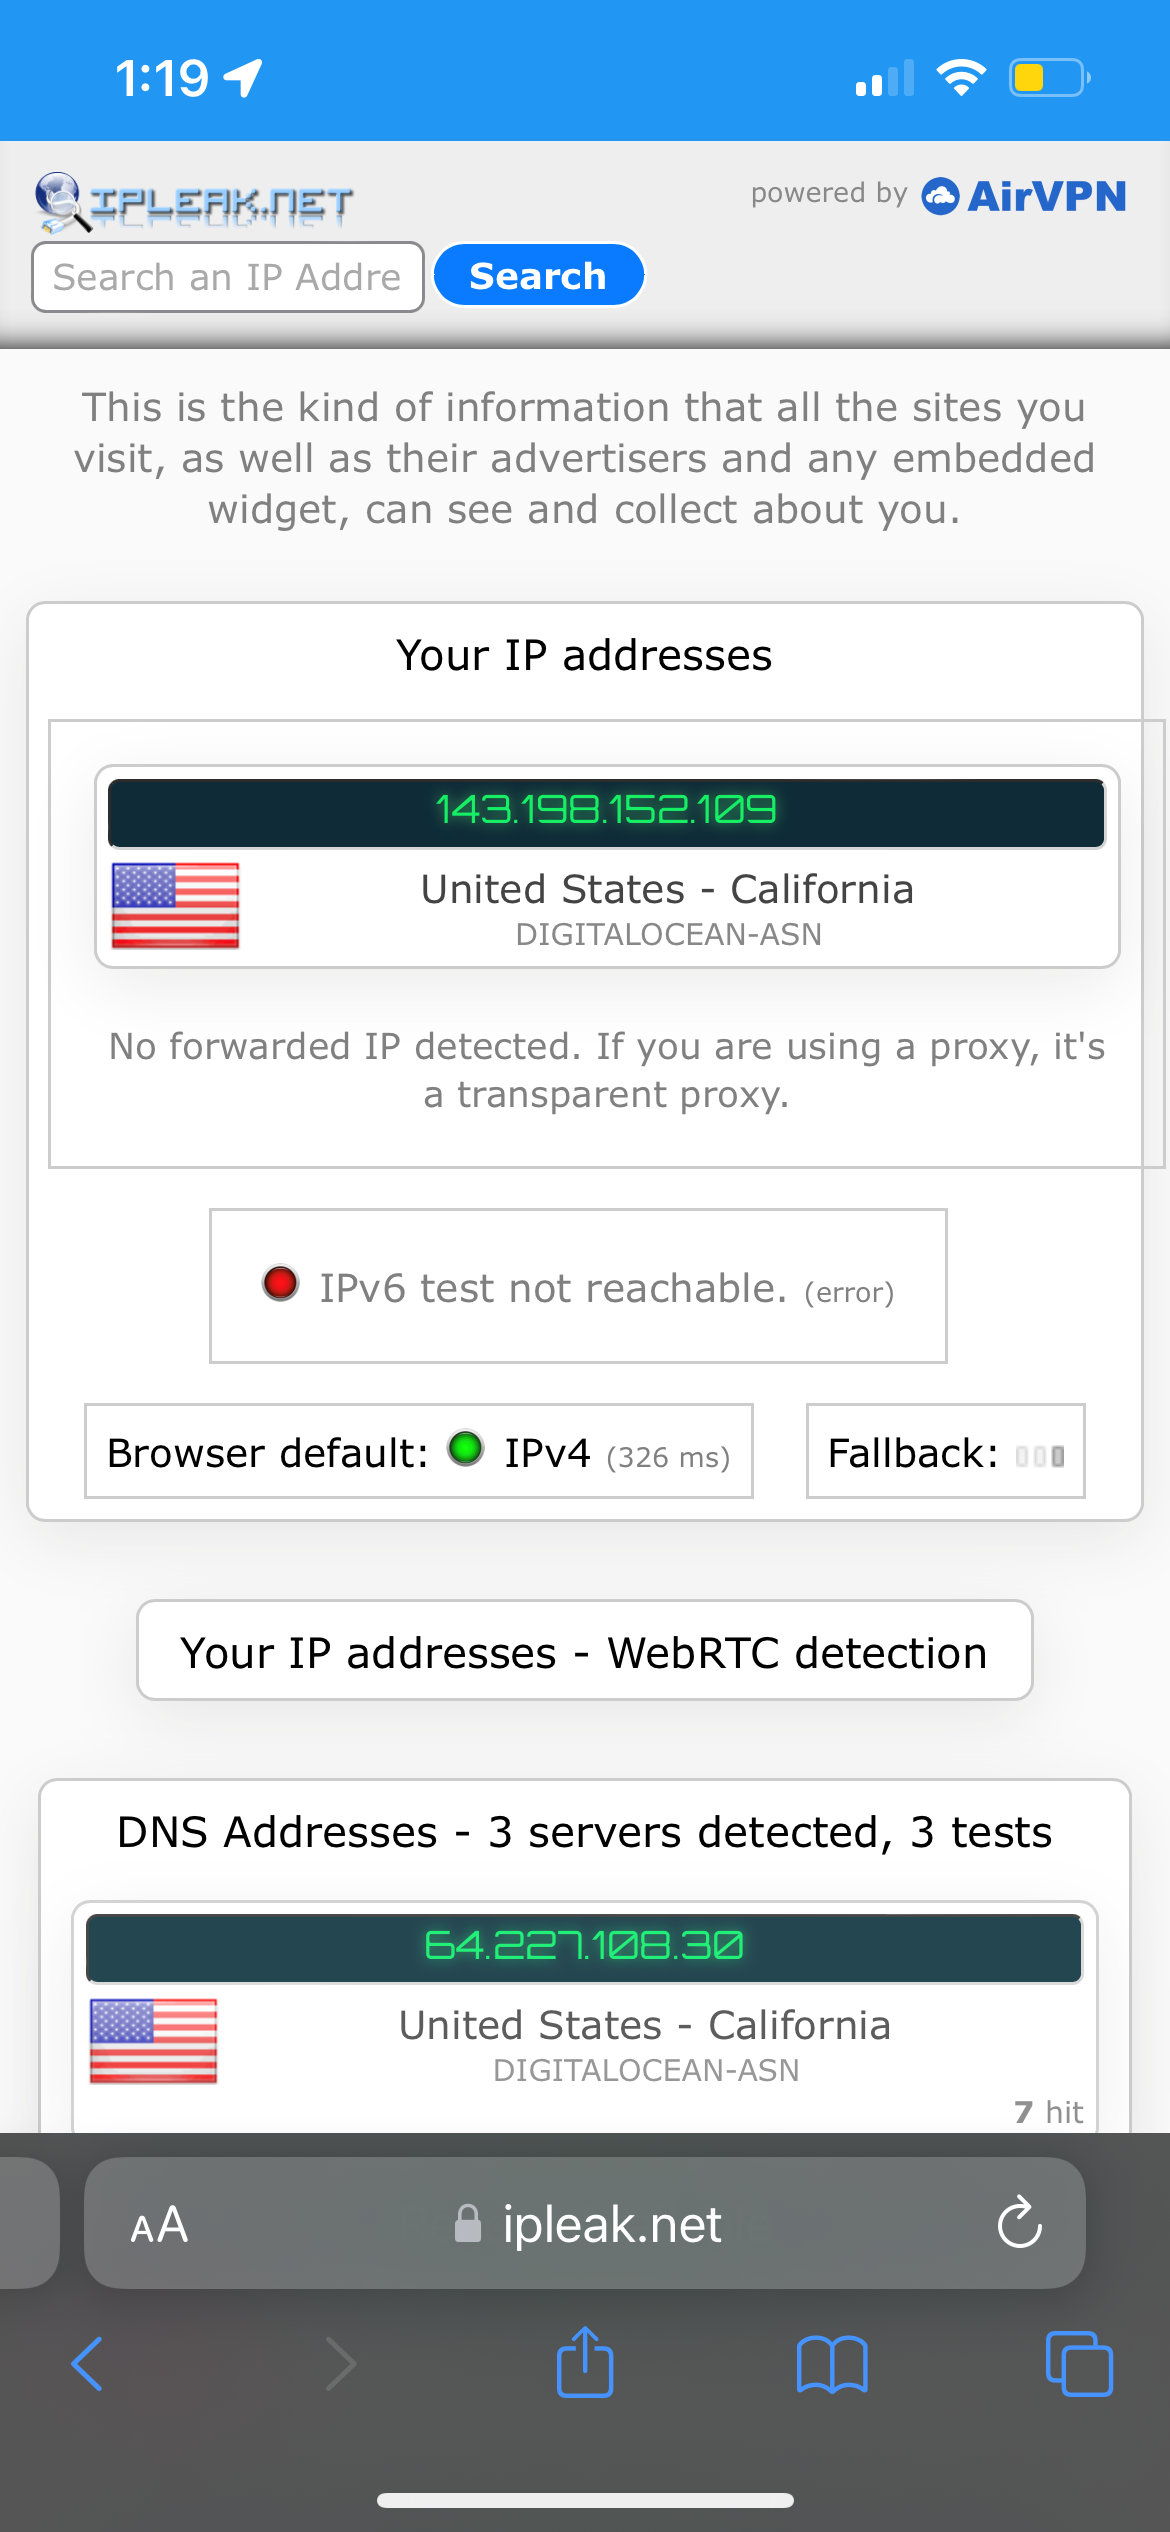 1:19
IPLEAK.NET
powered by AirVPN
Search an IP Addre
Search
This is the kind of information that all the sites you
visit, as well as their advertisers and any embedded
widget, can see and collect about you.
Your IP addresses
143.198.152.109
United States - California
DIGITALOCEAN-ASN
No forwarded IP detected. If you are using a proxy, it's
a transparent proxy.
IPv6 test not reachable. (error)
Browser default: IPv4 (326 ms)
Fallback:
Your IP addresses - WebRTC detection
DNS Addresses - 3 servers detected, 3 tests
64.227.108.30
United States - California
DIGITALOCEAN-ASN
7 hit
AA
ipleak.net